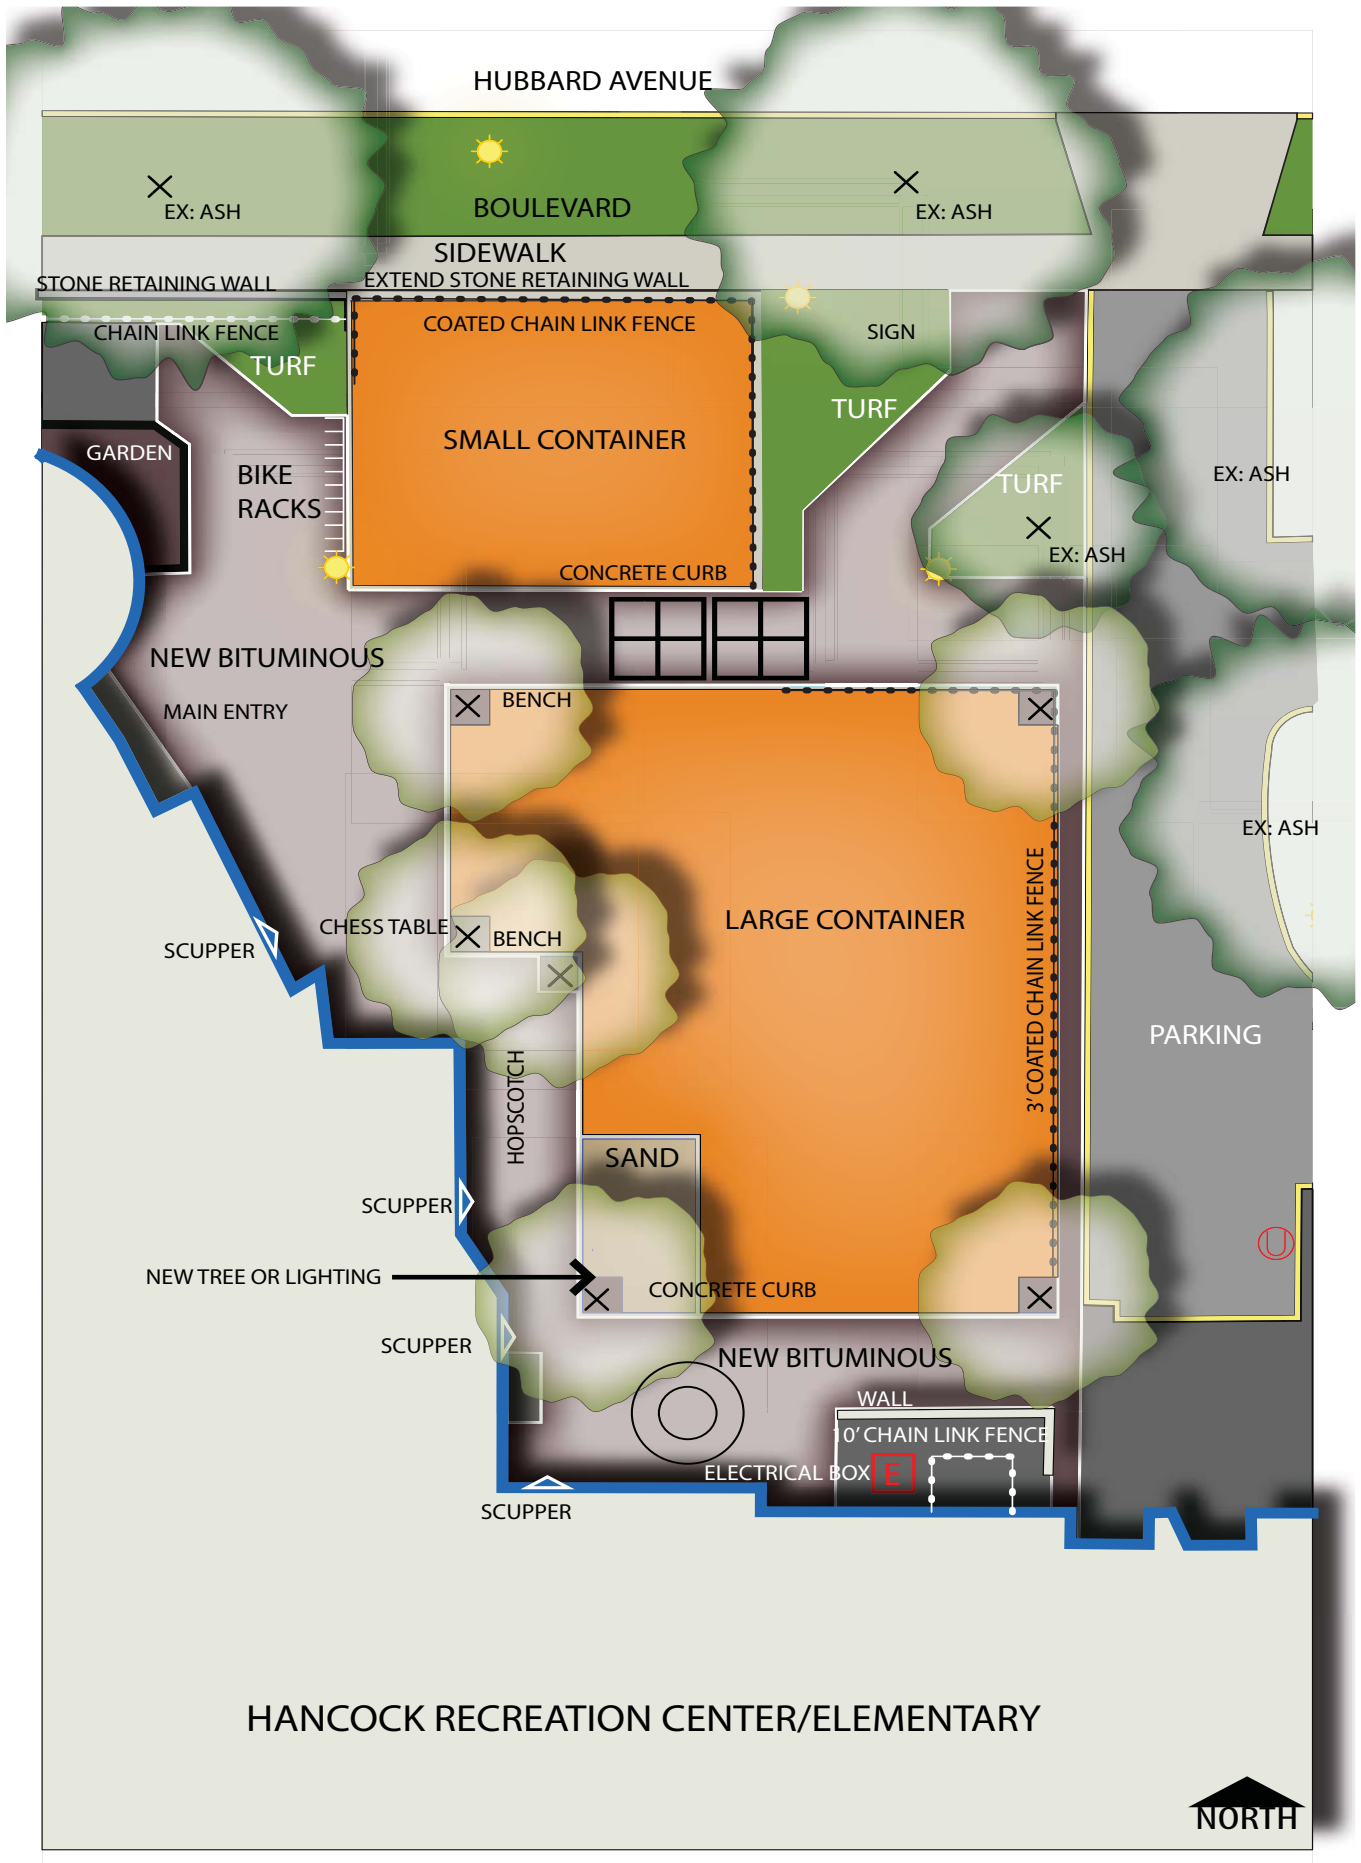 HUBBARD AVENUE
EX: ASH
BOULEVARD
EX: ASH
SIDEWALK
STONE RETAINING WALL
EXTEND STONE RETAINING WALL
CHAIN LINK FENCE
COATED CHAIN LINK FENCE
SIGN
TURF
TURF
SMALL CONTAINER
GARDEN
BIKE
RACKS
TURF
EX: ASH
EX: ASH
CONCRETE CURB
NEW BITUMINOUS
MAIN ENTRY
BENCH
EX: ASH
CHESS TABLE
BENCH
LARGE CONTAINER
3' COATED CHAIN LINK FENCE
SCUPPER
PARKING
HOPSCOTCH
SAND
SCUPPER
U
NEW TREE OR LIGHTING
CONCRETE CURB
SCUPPER
NEW BITUMINOUS
WALL
10' CHAIN LINK FENCE
ELECTRICAL BOX
E
SCUPPER
HANCOCK RECREATION CENTER/ELEMENTARY
NORTH